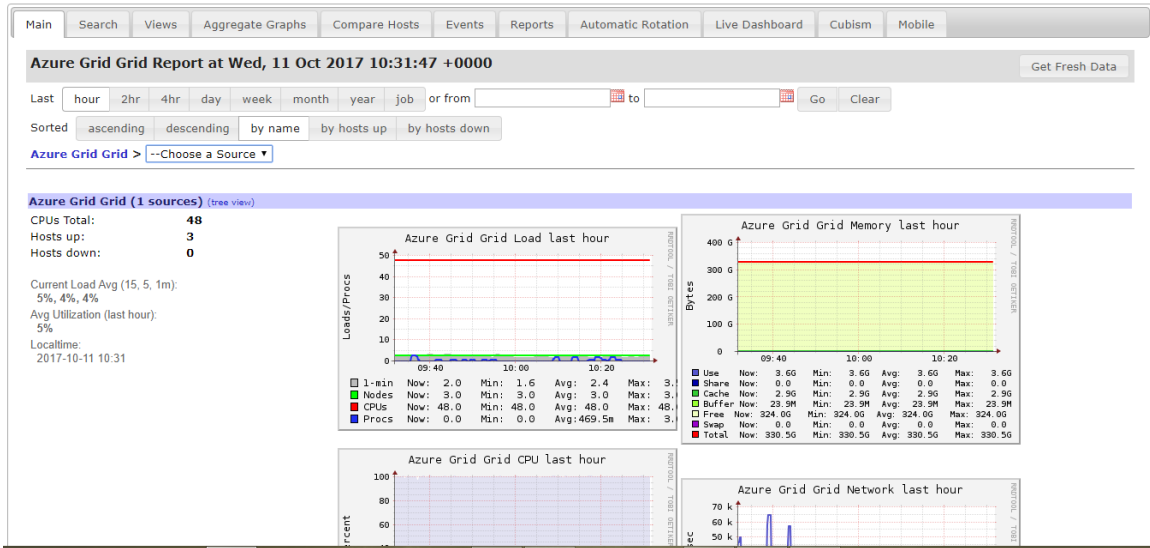 Main Search Views Aggregate Graphs Compare Hosts Events Reports Automatic Rotation Live Dashboard Cubism Mobile
Azure Grid Grid Report at Wed, 11 Oct 2017 10:31:47 +0000
Get Fresh Data
Last hour 2hr 4hr day week month year job or from to Go Clear
Sorted ascending descending by name by hosts up by hosts down
Azure Grid Grid > --Choose a Source
Azure Grid Grid (1 sources) (tree view)
CPUs Total: 48
Hosts up: 3
Hosts down: 0
Current Load Avg (15, 5, 1m):
5%, 4%, 4%
Avg Utilization (last hour):
5%
Localtime:
2017-10-11 10:31
Azure Grid Grid Load last hour
RRDTOOL / TOBI OETIKER
Loads/Procs
50
40
30
20
10
0
09:40 10:00 10:20
1-min Now: 2.0 Min: 1.6 Avg: 2.4 Max: 3.
Nodes Now: 3.0 Min: 3.0 Avg: 3.0 Max: 3.
CPUs Now: 48.0 Min: 48.0 Avg: 48.0 Max: 48.
Procs Now: 0.0 Min: 0.0 Avg:469.5m Max: 3.
Azure Grid Grid Memory last hour
RRDTOOL / TOBI OETIKER
Bytes
400 G
300 G
200 G
100 G
0
09:40 10:00 10:20
Use Now: 3.6G Min: 3.6G Avg: 3.6G Max: 3.6G
Share Now: 0.0 Min: 0.0 Avg: 0.0 Max: 0.0
Cache Now: 2.9G Min: 2.9G Avg: 2.9G Max: 2.9G
Buffer Now: 23.9M Min: 23.9M Avg: 23.9M Max: 23.9M
Free Now: 324.0G Min: 324.0G Avg: 324.0G Max: 324.0G
Swap Now: 0.0 Min: 0.0 Avg: 0.0 Max: 0.0
Total Now: 330.5G Min: 330.5G Avg: 330.5G Max: 330.5G
Azure Grid Grid CPU last hour
RRDTOOL / TOBI OETIKER
100
80
60
Azure Grid Grid Network last hour
RRDTOOL / TOBI
70 k
60 k
50 k